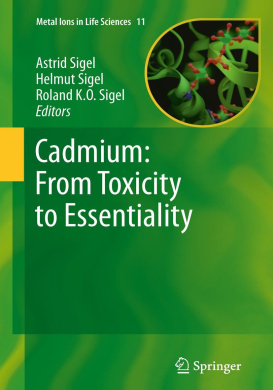 Metal Ions in Life Sciences 11
Astrid Sigel
Helmut Sigel
Roland K.O. Sigel
Editors
Cadmium:
From Toxicity
to Essentiality
Springer